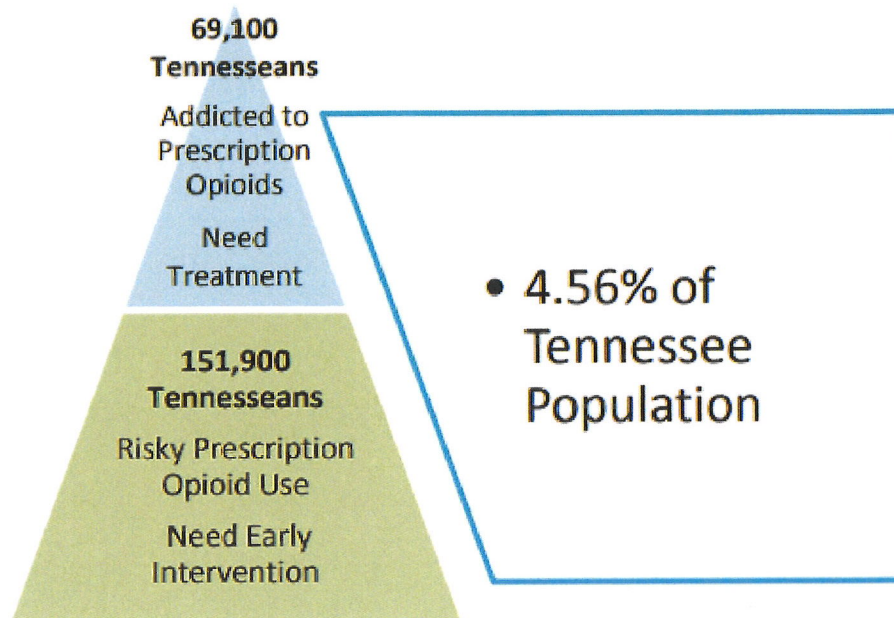 69,100
Tennesseans
Addicted to
Prescription
Opioids
Need
Treatment
151,900
Tennesseans
Risky Prescription
Opioid Use
Need Early
Intervention
• 4.56% of
Tennessee
Population